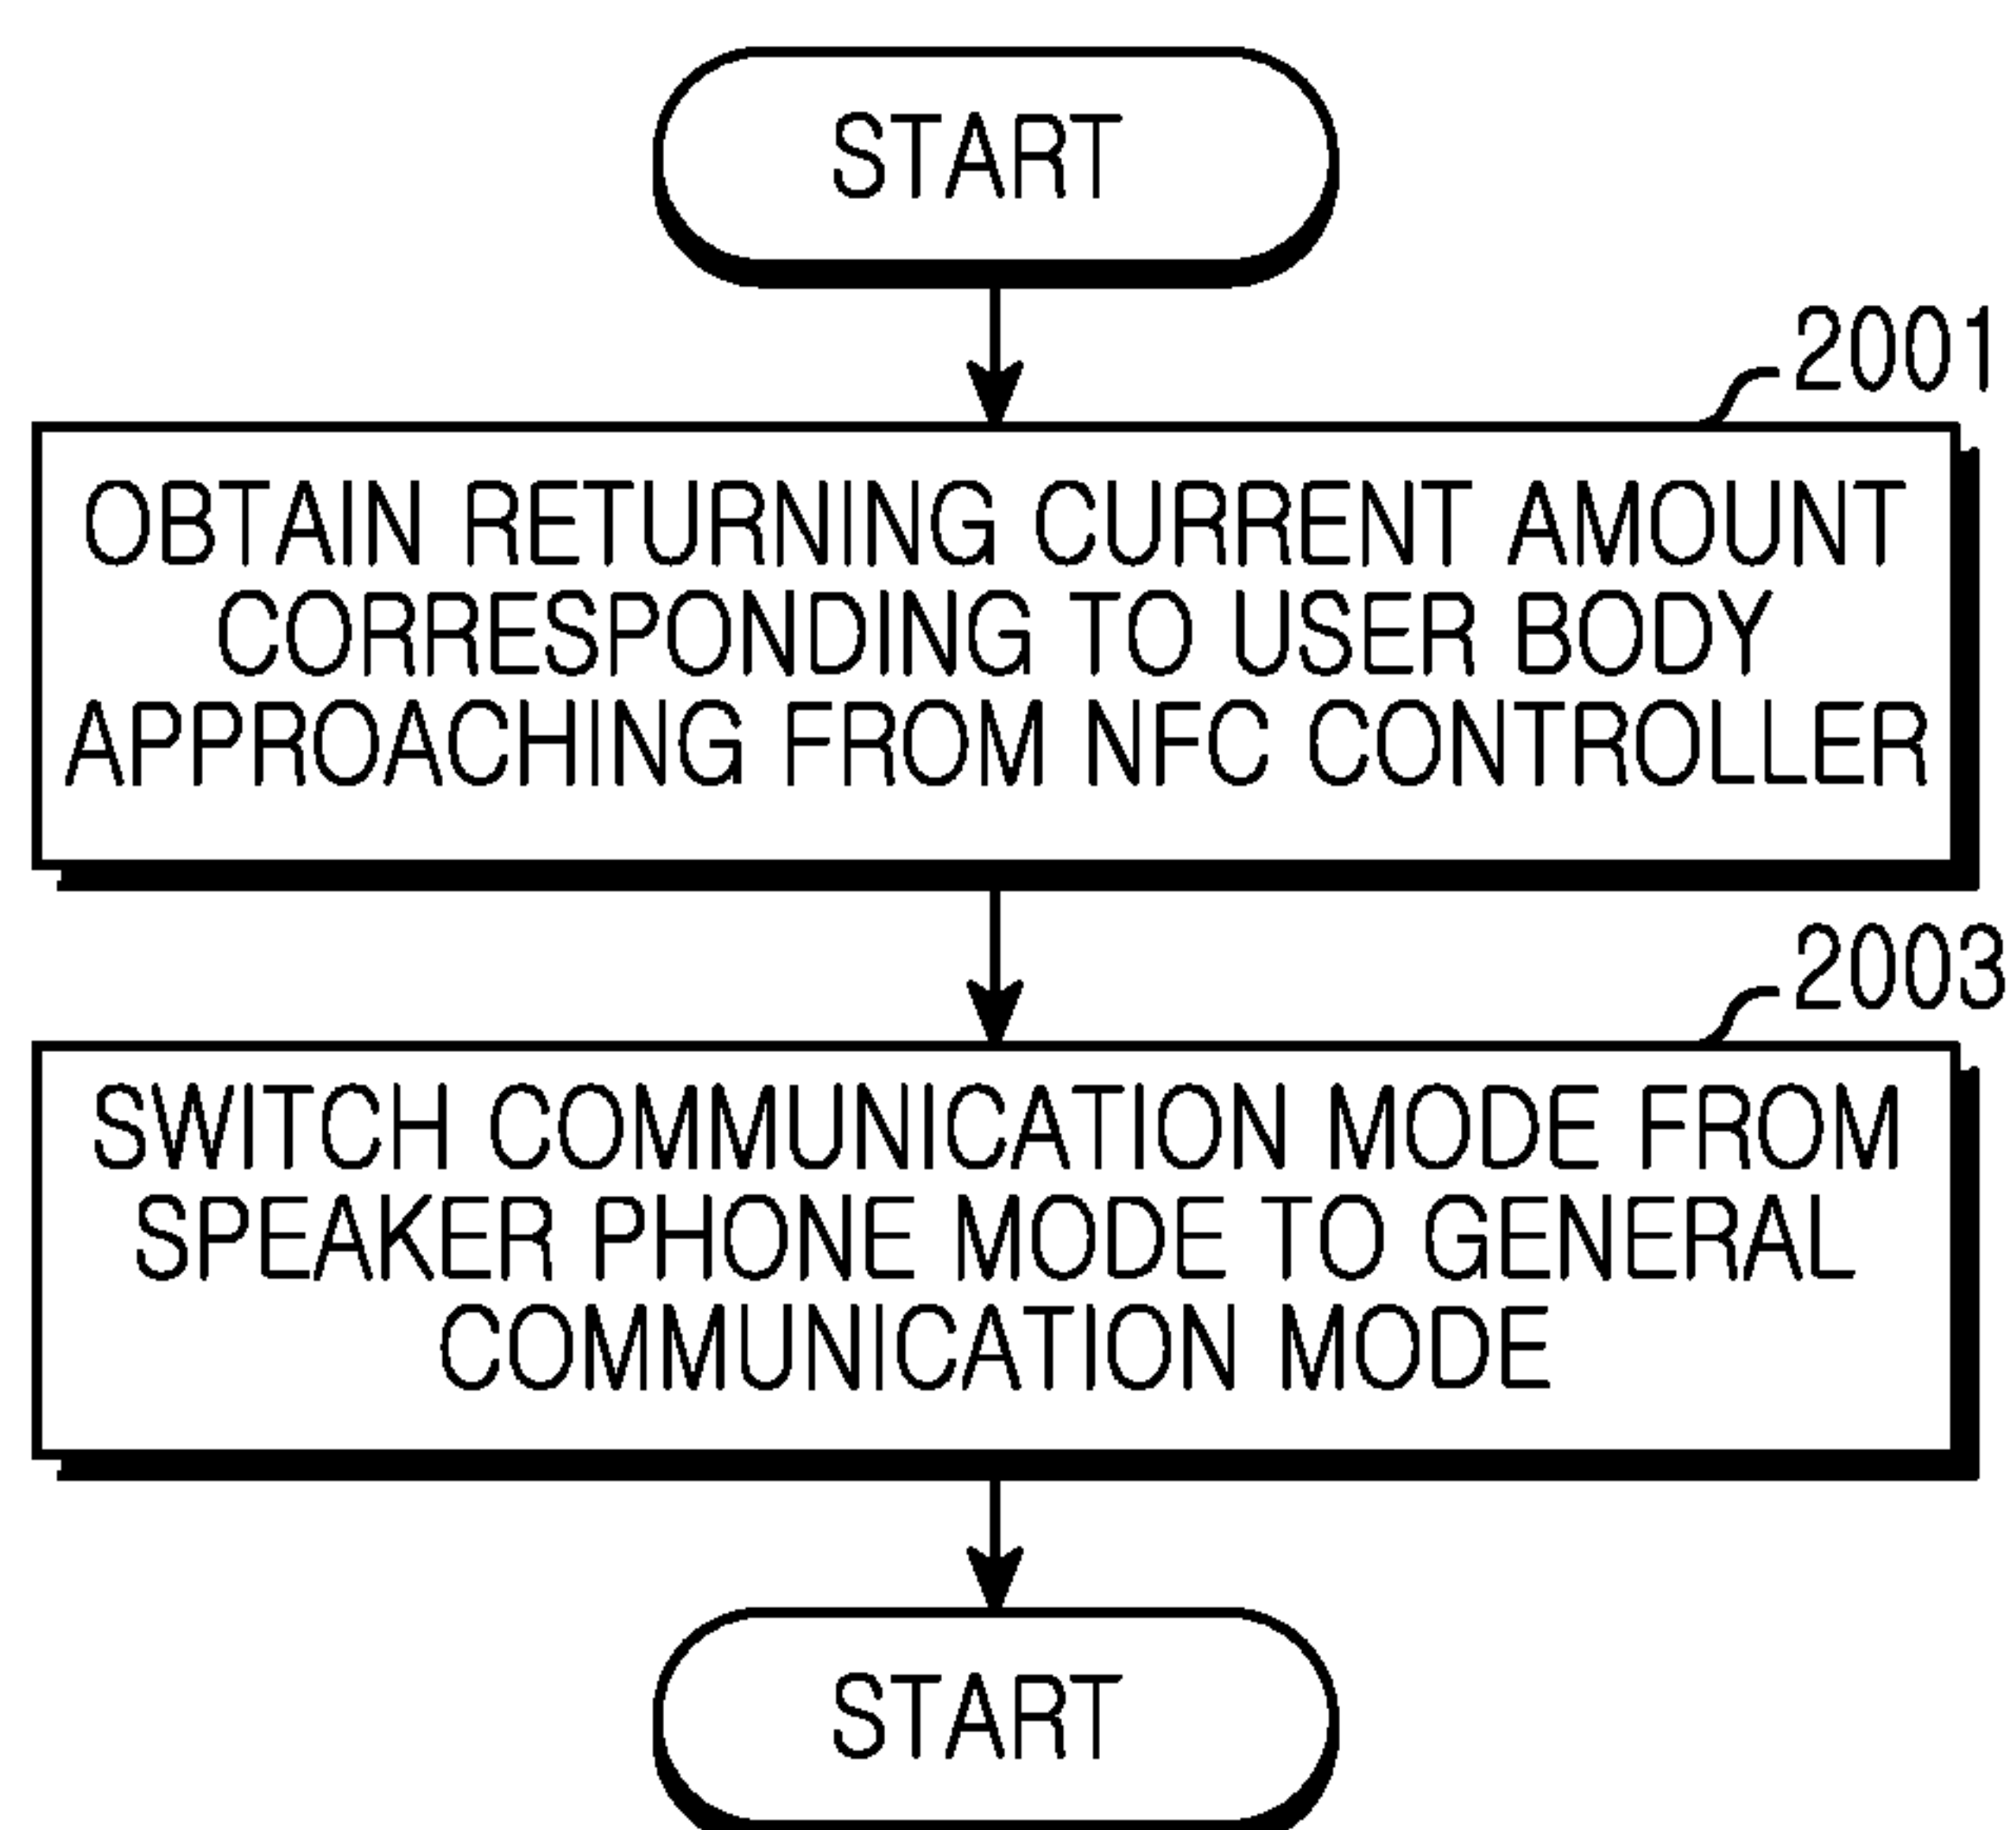 START
2001
OBTAIN RETURNING CURRENT AMOUNT
CORRESPONDING TO USER BODY
APPROACHING FROM NFC CONTROLLER
2003
SWITCH COMMUNICATION MODE FROM
SPEAKER PHONE MODE TO GENERAL
COMMUNICATION MODE
START